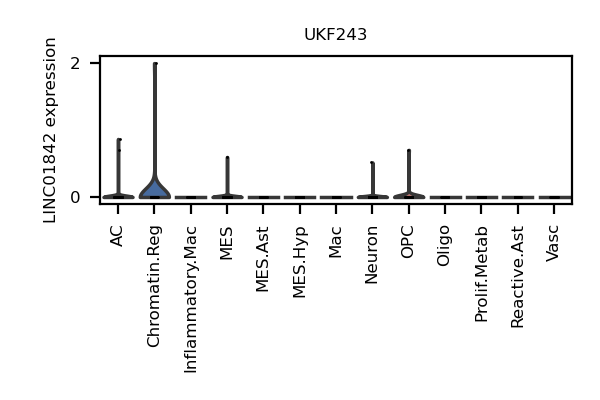 UKF243
LINC01842 expression
2
0
AC
Chromatin.Reg
Inflammatory.Mac
MES
MES.Ast
MES.Hyp
Mac
Neuron
OPC
Oligo
Prolif.Metab
Reactive.Ast
Vasc